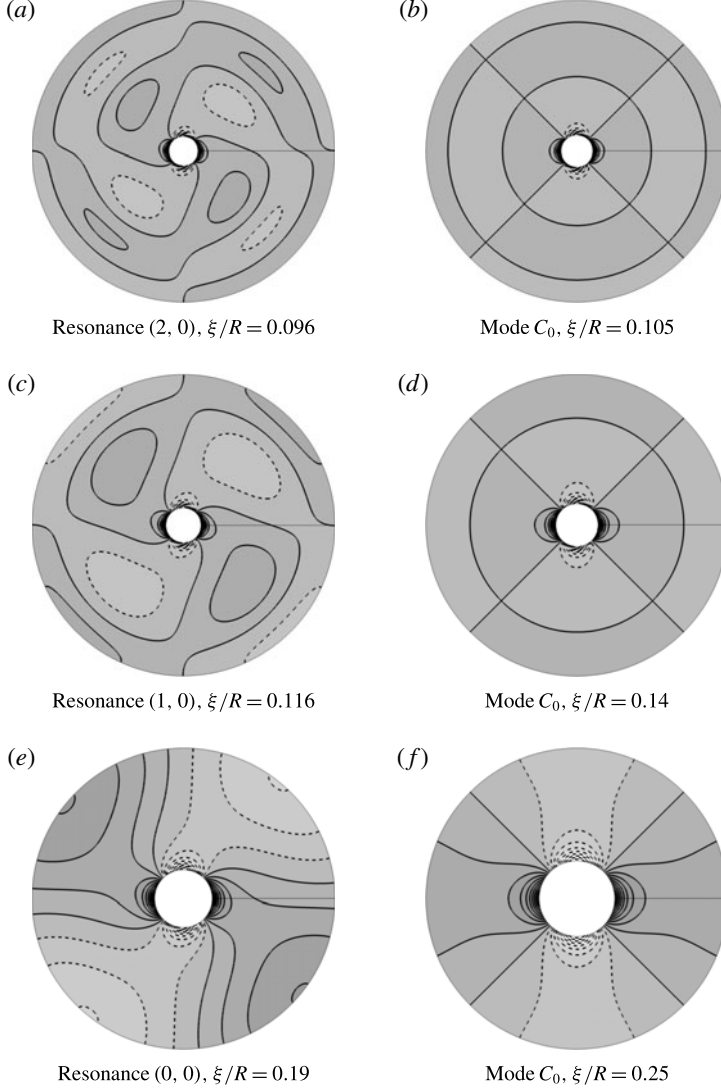 (a)
(b)
Resonance (2, 0), ξ/R = 0.096
Mode C₀, ξ/R = 0.105
(c)
(d)
Resonance (1, 0), ξ/R = 0.116
Mode C₀, ξ/R = 0.14
(e)
(f)
Resonance (0, 0), ξ/R = 0.19
Mode C₀, ξ/R = 0.25